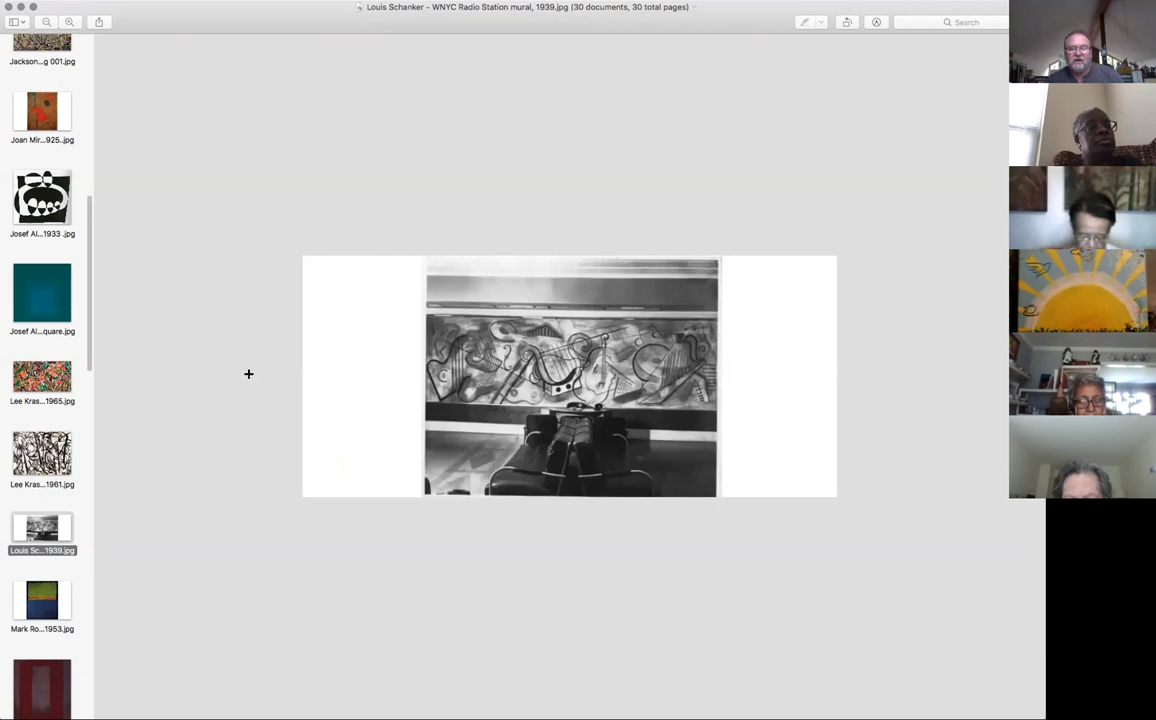 Louis Schanker - WNYC Radio Station mural, 1939.jpg (30 documents, 30 total pages)
Search
Jackson...g 001.jpg
Joan Mir...925..jpg
Josef Al...1933 .jpg
Josef Al...quare.jpg
Lee Kras...1965.jpg
Lee Kras...1961.jpg
Louis Sc...1939.jpg
Mark Ro...1953.jpg